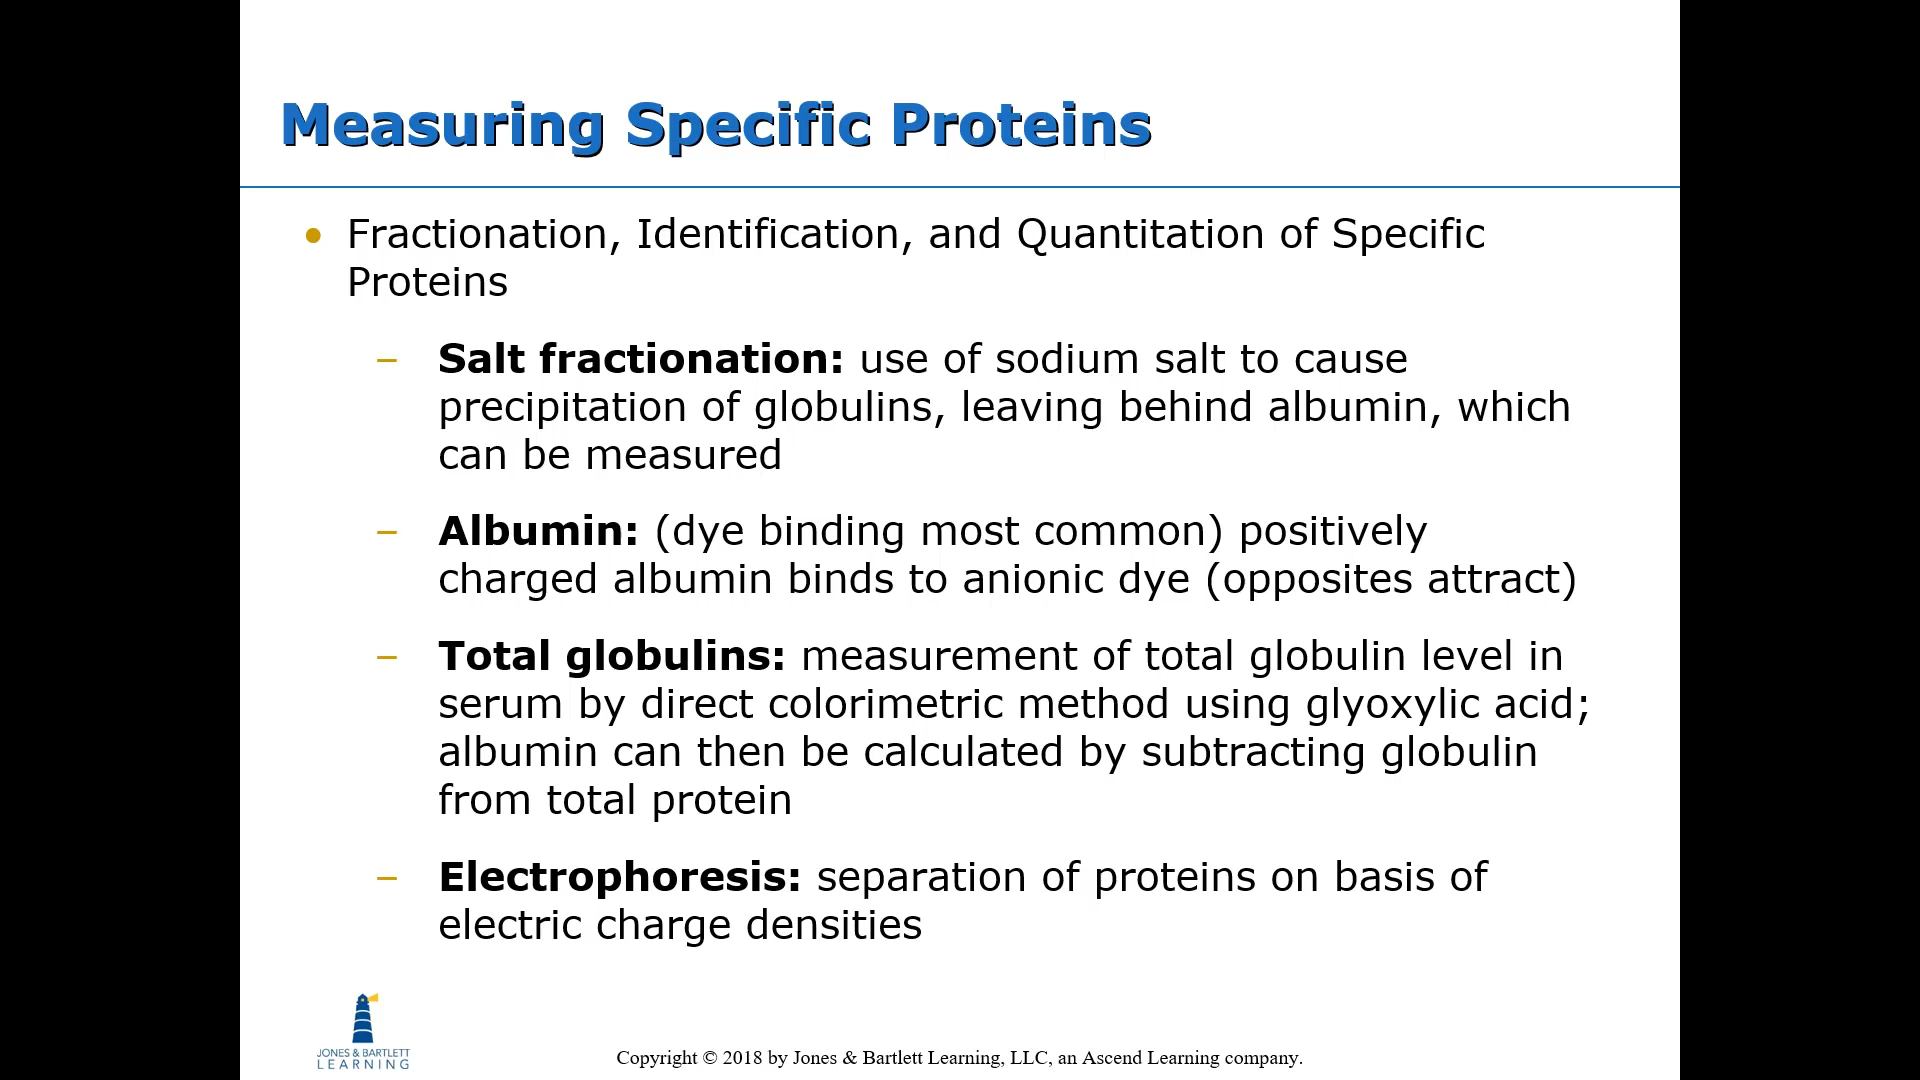 Measuring Specific Proteins
• Fractionation, Identification, and Quantitation of Specific
Proteins
– Salt fractionation: use of sodium salt to cause
precipitation of globulins, leaving behind albumin, which
can be measured
– Albumin: (dye binding most common) positively
charged albumin binds to anionic dye (opposites attract)
– Total globulins: measurement of total globulin level in
serum by direct colorimetric method using glyoxylic acid;
albumin can then be calculated by subtracting globulin
from total protein
– Electrophoresis: separation of proteins on basis of
electric charge densities
JONES & BARTLETT
LEARNING
Copyright © 2018 by Jones & Bartlett Learning, LLC, an Ascend Learning company.